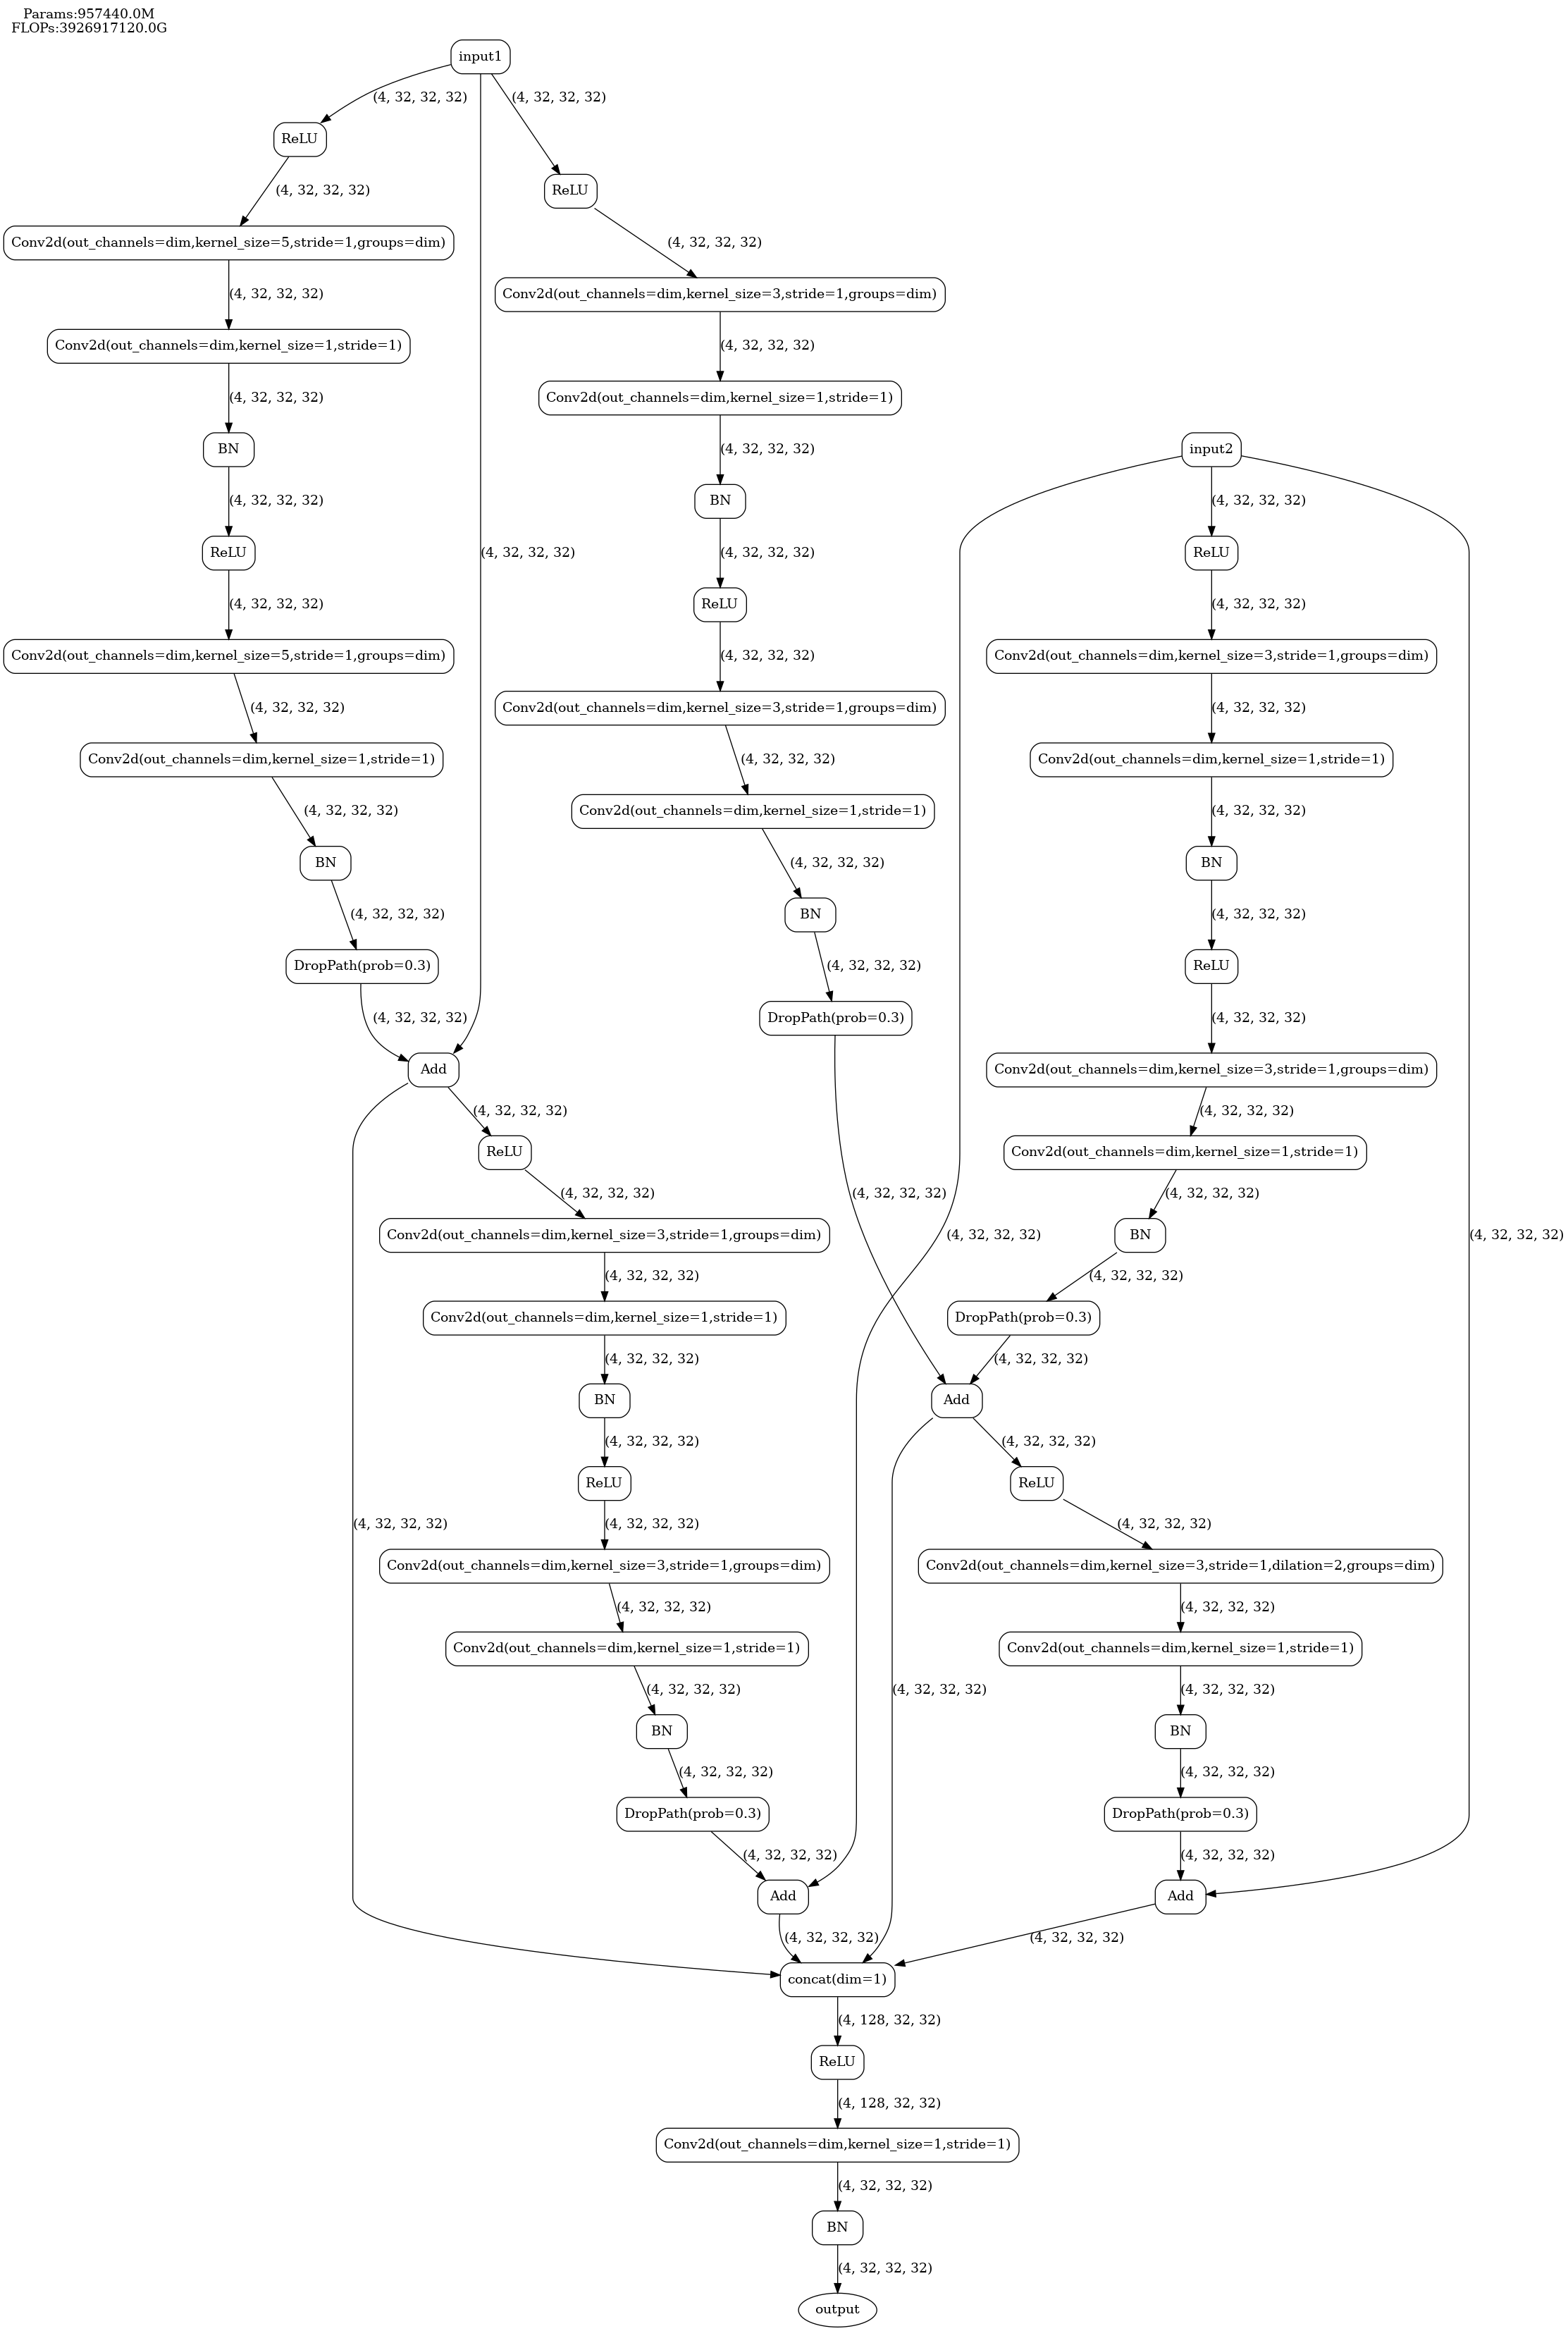 Params:957440.0M
FLOPs:3926917120.0G
input1
(4, 32, 32, 32)
(4, 32, 32, 32)
ReLU
(4, 32, 32, 32)
ReLU
(4, 32, 32, 32)
Conv2d(out_channels=dim,kernel_size=5,stride=1,groups=dim)
(4, 32, 32, 32)
Conv2d(out_channels=dim,kernel_size=3,stride=1,groups=dim)
(4, 32, 32, 32)
Conv2d(out_channels=dim,kernel_size=1,stride=1)
(4, 32, 32, 32)
Conv2d(out_channels=dim,kernel_size=1,stride=1)
(4, 32, 32, 32)
BN
(4, 32, 32, 32)
input2
(4, 32, 32, 32)
BN
(4, 32, 32, 32)
ReLU
(4, 32, 32, 32)
(4, 32, 32, 32)
ReLU
(4, 32, 32, 32)
ReLU
(4, 32, 32, 32)
Conv2d(out_channels=dim,kernel_size=5,stride=1,groups=dim)
(4, 32, 32, 32)
Conv2d(out_channels=dim,kernel_size=3,stride=1,groups=dim)
(4, 32, 32, 32)
Conv2d(out_channels=dim,kernel_size=3,stride=1,groups=dim)
(4, 32, 32, 32)
Conv2d(out_channels=dim,kernel_size=1,stride=1)
(4, 32, 32, 32)
Conv2d(out_channels=dim,kernel_size=1,stride=1)
(4, 32, 32, 32)
Conv2d(out_channels=dim,kernel_size=1,stride=1)
(4, 32, 32, 32)
BN
(4, 32, 32, 32)
BN
(4, 32, 32, 32)
BN
(4, 32, 32, 32)
DropPath(prob=0.3)
(4, 32, 32, 32)
ReLU
(4, 32, 32, 32)
DropPath(prob=0.3)
(4, 32, 32, 32)
Add
Conv2d(out_channels=dim,kernel_size=3,stride=1,groups=dim)
(4, 32, 32, 32)
(4, 32, 32, 32)
ReLU
Conv2d(out_channels=dim,kernel_size=1,stride=1)
(4, 32, 32, 32)
(4, 32, 32, 32)
(4, 32, 32, 32)
Conv2d(out_channels=dim,kernel_size=3,stride=1,groups=dim)
(4, 32, 32, 32)
BN
(4, 32, 32, 32)
(4, 32, 32, 32)
(4, 32, 32, 32)
Conv2d(out_channels=dim,kernel_size=1,stride=1)
DropPath(prob=0.3)
(4, 32, 32, 32)
(4, 32, 32, 32)
BN
Add
(4, 32, 32, 32)
(4, 32, 32, 32)
ReLU
ReLU
(4, 32, 32, 32)
(4, 32, 32, 32)
(4, 32, 32, 32)
Conv2d(out_channels=dim,kernel_size=3,stride=1,groups=dim)
Conv2d(out_channels=dim,kernel_size=3,stride=1,dilation=2,groups=dim)
(4, 32, 32, 32)
(4, 32, 32, 32)
Conv2d(out_channels=dim,kernel_size=1,stride=1)
Conv2d(out_channels=dim,kernel_size=1,stride=1)
(4, 32, 32, 32)
(4, 32, 32, 32)
(4, 32, 32, 32)
BN
BN
(4, 32, 32, 32)
(4, 32, 32, 32)
DropPath(prob=0.3)
DropPath(prob=0.3)
(4, 32, 32, 32)
(4, 32, 32, 32)
Add
Add
(4, 32, 32, 32)
(4, 32, 32, 32)
concat(dim=1)
(4, 128, 32, 32)
ReLU
(4, 128, 32, 32)
Conv2d(out_channels=dim,kernel_size=1,stride=1)
(4, 32, 32, 32)
BN
(4, 32, 32, 32)
output